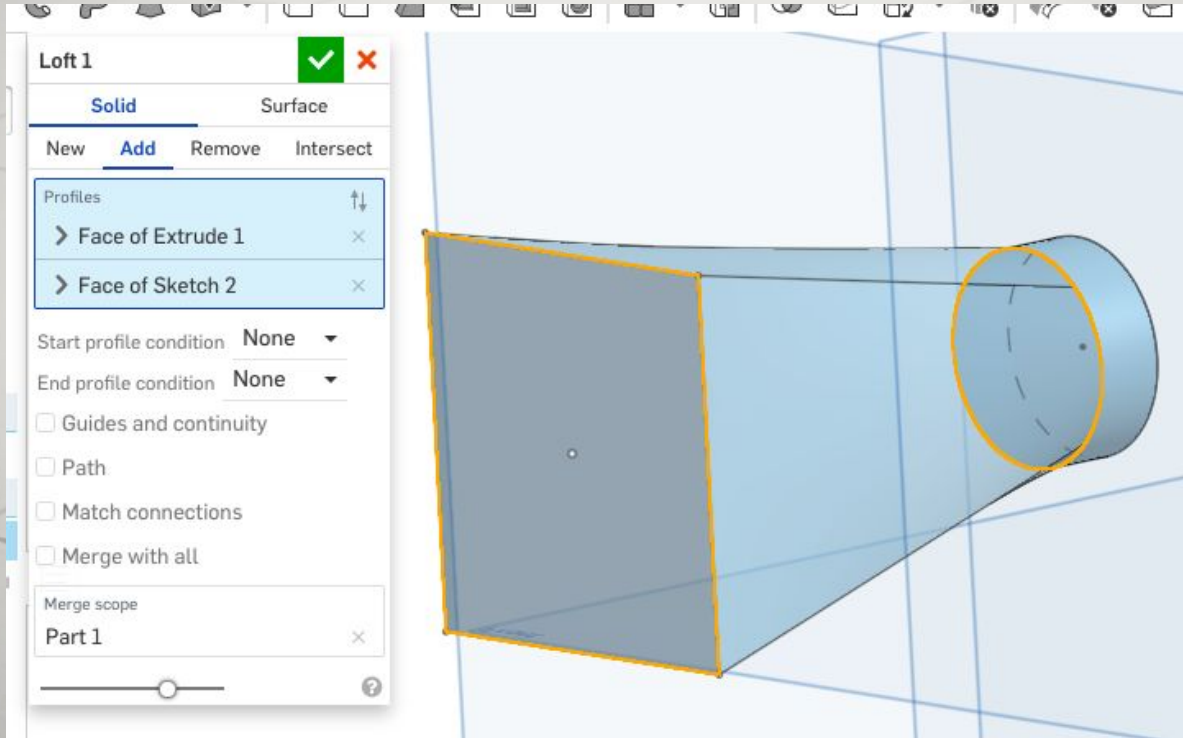 Loft 1
Solid Surface
New Add Remove Intersect
Profiles
Face of Extrude 1
Face of Sketch 2
Start profile condition None
End profile condition None
Guides and continuity
Path
Match connections
Merge with all
Merge scope
Part 1